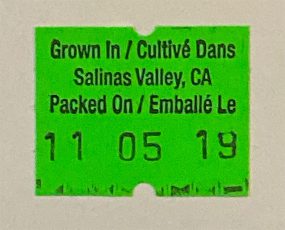 Grown In / Cultivé Dans
Salinas Valley, CA
Packed On / Emballé Le
11 05 19